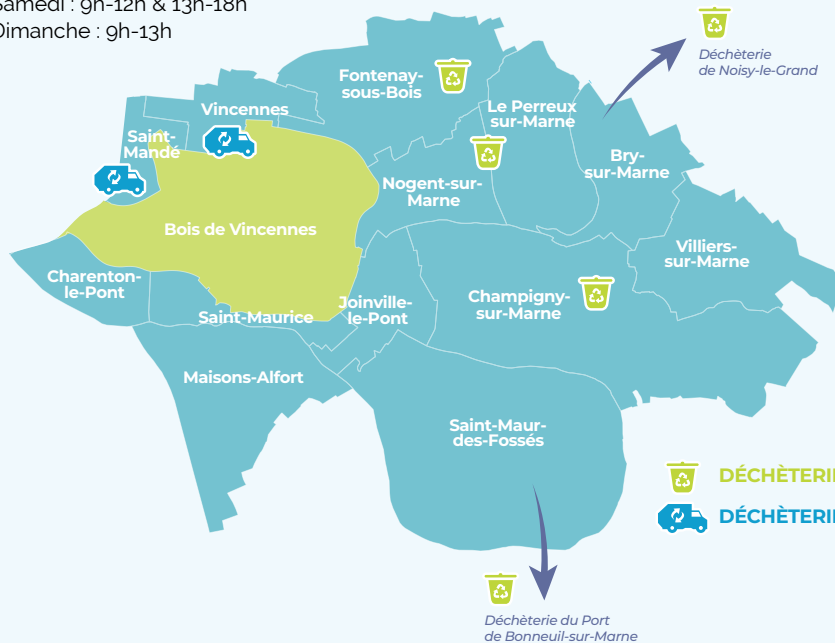 Samedi : 9h-12h & 13h-18h
Dimanche : 9h-13h
Déchèterie
de Noisy-le-Grand
Fontenay-
sous-Bois
Vincennes
Le Perreux
sur-Marne
Saint-
Mandé
Bry-
sur-Marne
Nogent-sur-
Marne
Bois de Vincennes
Villiers-
sur-Marne
Charenton-
le-Pont
Champigny-
sur-Marne
Joinville-
le-Pont
Saint-Maurice
Maisons-Alfort
Saint-Maur-
des-Fossés
Déchèterie du Port
de Bonneuil-sur-Marne